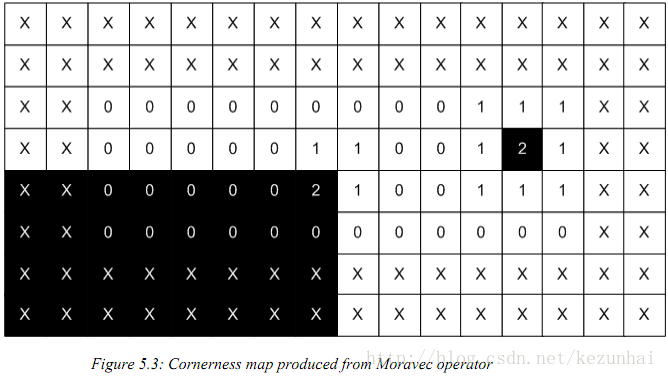 X X X X X X X X X X X X X X X X
X X X X X X X X X X X X X X X X
X X 0 0 0 0 0 0 0 0 0 1 1 1 X X
X X 0 0 0 0 0 1 1 0 0 1 2 1 X X
X X 0 0 0 0 0 2 1 0 0 1 1 1 X X
X X 0 0 0 0 0 0 0 0 0 0 0 0 X X
X X X X X X X X X X X X X X X X
X X X X X X X X X X X X X X X X
Figure 5.3: Cornerness map produced from Moravec operator
http://blog.csdn.net/kezunhai